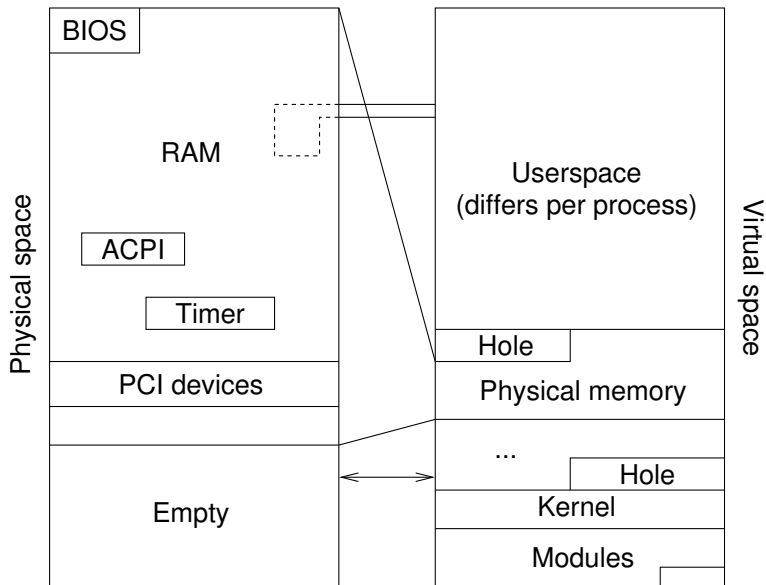 BIOS
RAM
ACPI
Timer
PCI devices
Empty
Physical space
Userspace
(differs per process)
Hole
Physical memory
...
Hole
Kernel
Modules
Virtual space